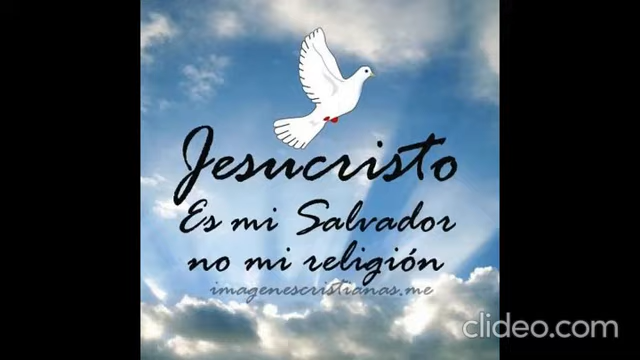 Jesucristo
Es mi Salvador
no mi religión
imagenescristianas.me
clideo.com